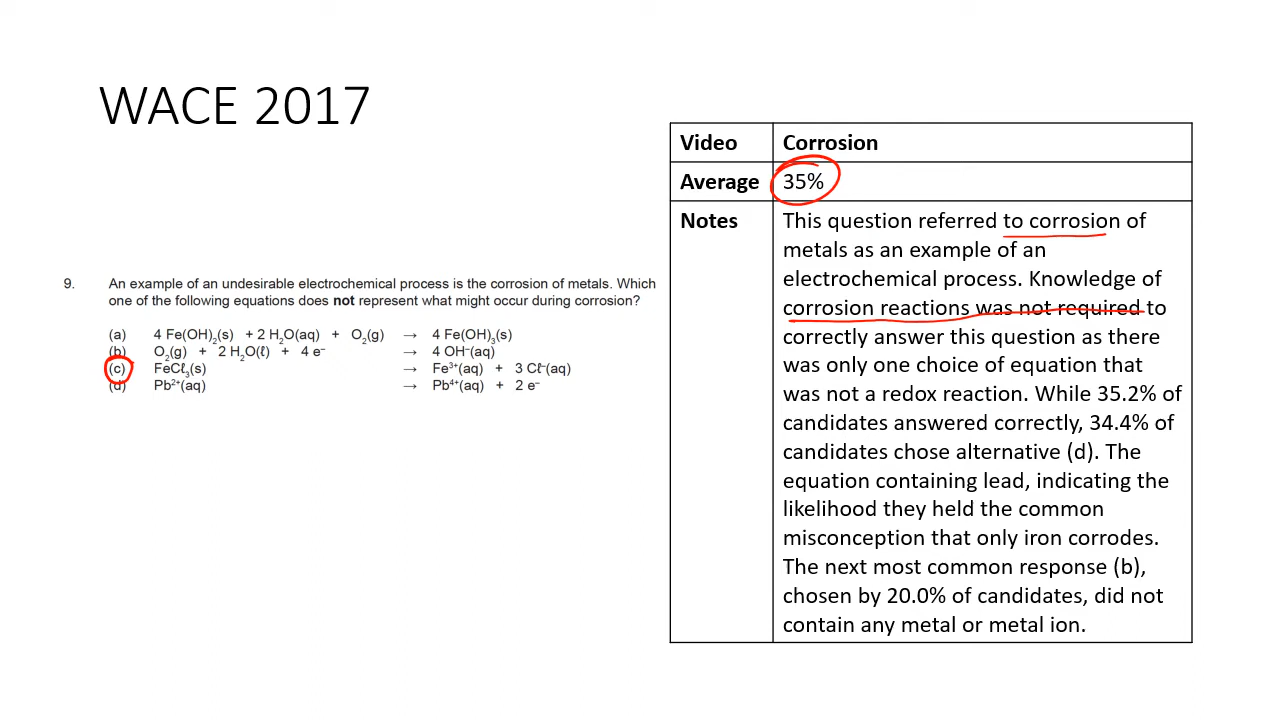 WACE 2017
9. An example of an undesirable electrochemical process is the corrosion of metals. Which
one of the following equations does not represent what might occur during corrosion?
(a) 4 Fe(OH)₂(s) + 2 H₂O(aq) + O₂(g) → 4 Fe(OH)₃(s)
(b) O₂(g) + 2 H₂O(ℓ) + 4 e⁻ → 4 OH⁻(aq)
(c) FeCℓ₃(s) → Fe³⁺(aq) + 3 Cℓ⁻(aq)
(d) Pb²⁺(aq) → Pb⁴⁺(aq) + 2 e⁻
Video Corrosion
Average 35%
Notes This question referred to corrosion of
metals as an example of an
electrochemical process. Knowledge of
corrosion reactions was not required to
correctly answer this question as there
was only one choice of equation that
was not a redox reaction. While 35.2% of
candidates answered correctly, 34.4% of
candidates chose alternative (d). The
equation containing lead, indicating the
likelihood they held the common
misconception that only iron corrodes.
The next most common response (b),
chosen by 20.0% of candidates, did not
contain any metal or metal ion.